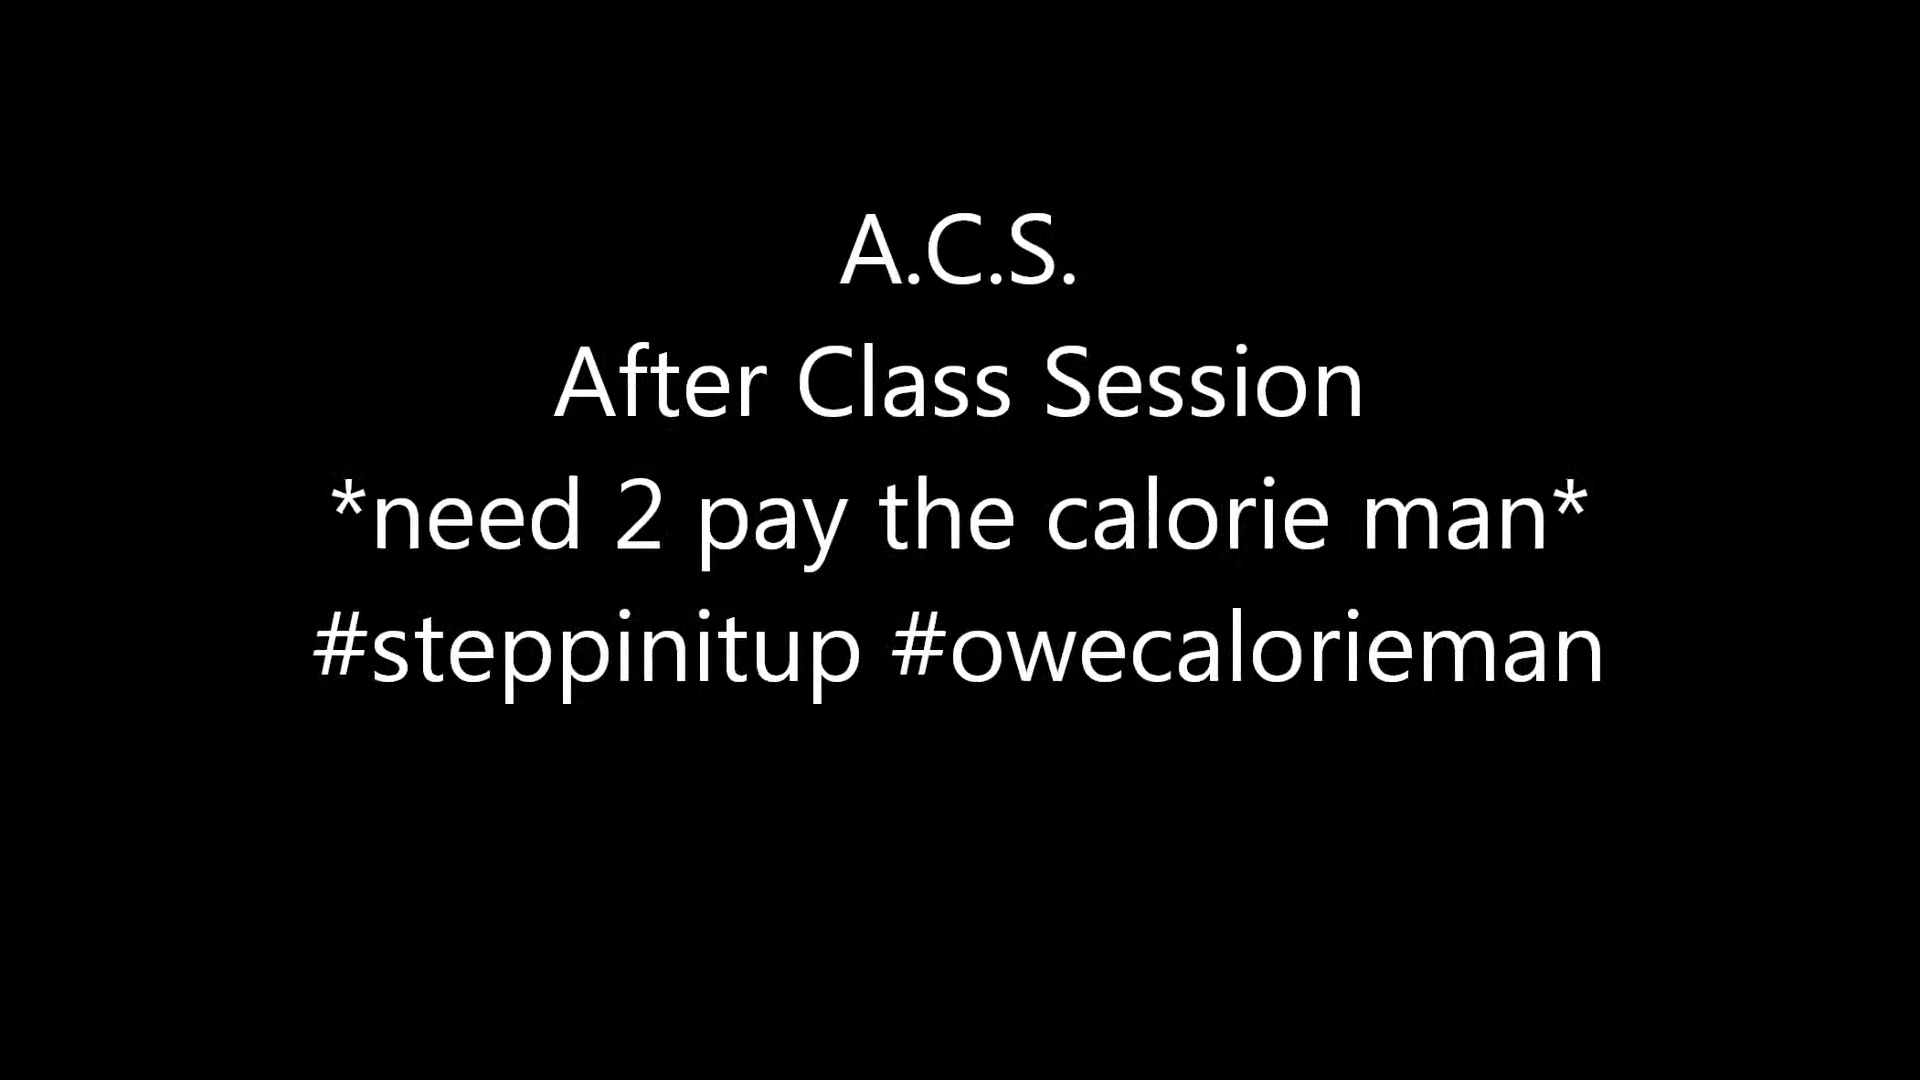 A.C.S.
After Class Session
*need 2 pay the calorie man*
#steppinitup #owecalorieman